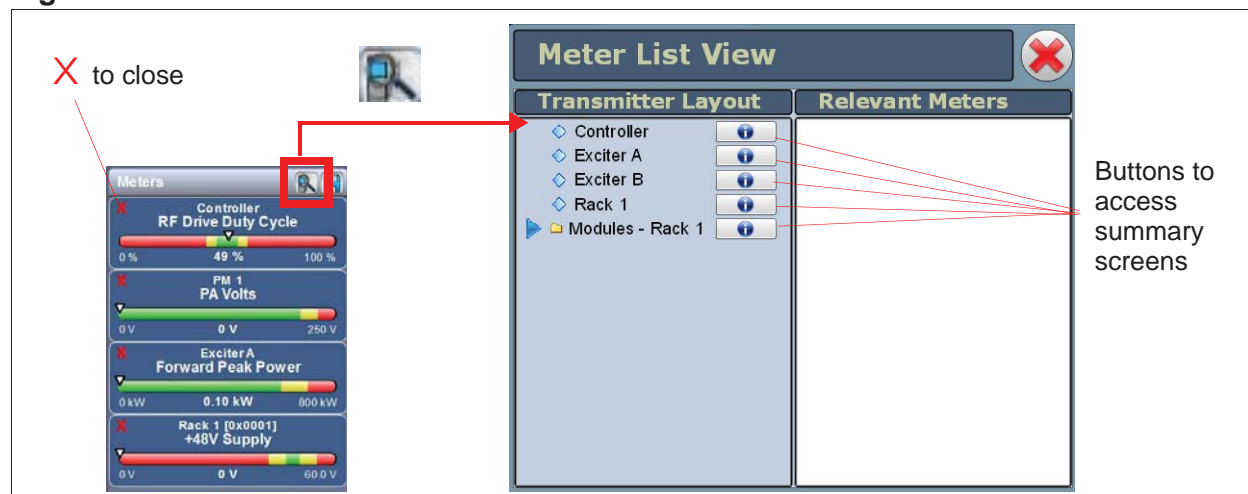 X to close
Meters
X Controller
RF Drive Duty Cycle
0 % 49 % 100 %
X PM 1
PA Volts
0 V 0 V 250 V
X Exciter A
Forward Peak Power
0 kW 0.10 kW 800 kW
X Rack 1 [0x0001]
+48V Supply
0 V 0 V 60.0 V
Meter List View
Transmitter Layout
Relevant Meters
Controller
Exciter A
Exciter B
Rack 1
Modules - Rack 1
Buttons to
access
summary
screens